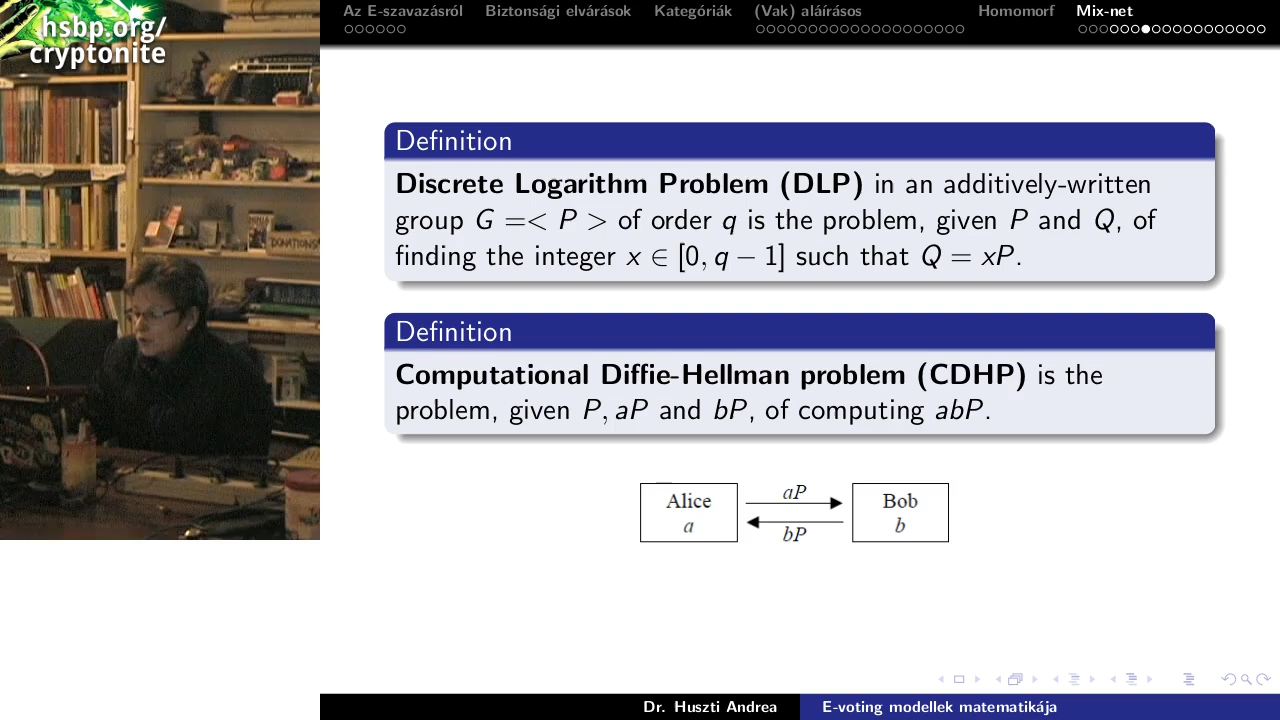 hsbp.org/
cryptonite
DONATIONS
Az E-szavazásról Biztonsági elvárások Kategóriák (Vak) aláírásos Homomorf Mix-net
Definition
Discrete Logarithm Problem (DLP) in an additively-written
group G =< P > of order q is the problem, given P and Q, of
finding the integer x ∈ [0, q − 1] such that Q = xP.
Definition
Computational Diffie-Hellman problem (CDHP) is the
problem, given P, aP and bP, of computing abP.
Alice
a
aP
bP
Bob
b
Dr. Huszti Andrea E-voting modellek matematikája